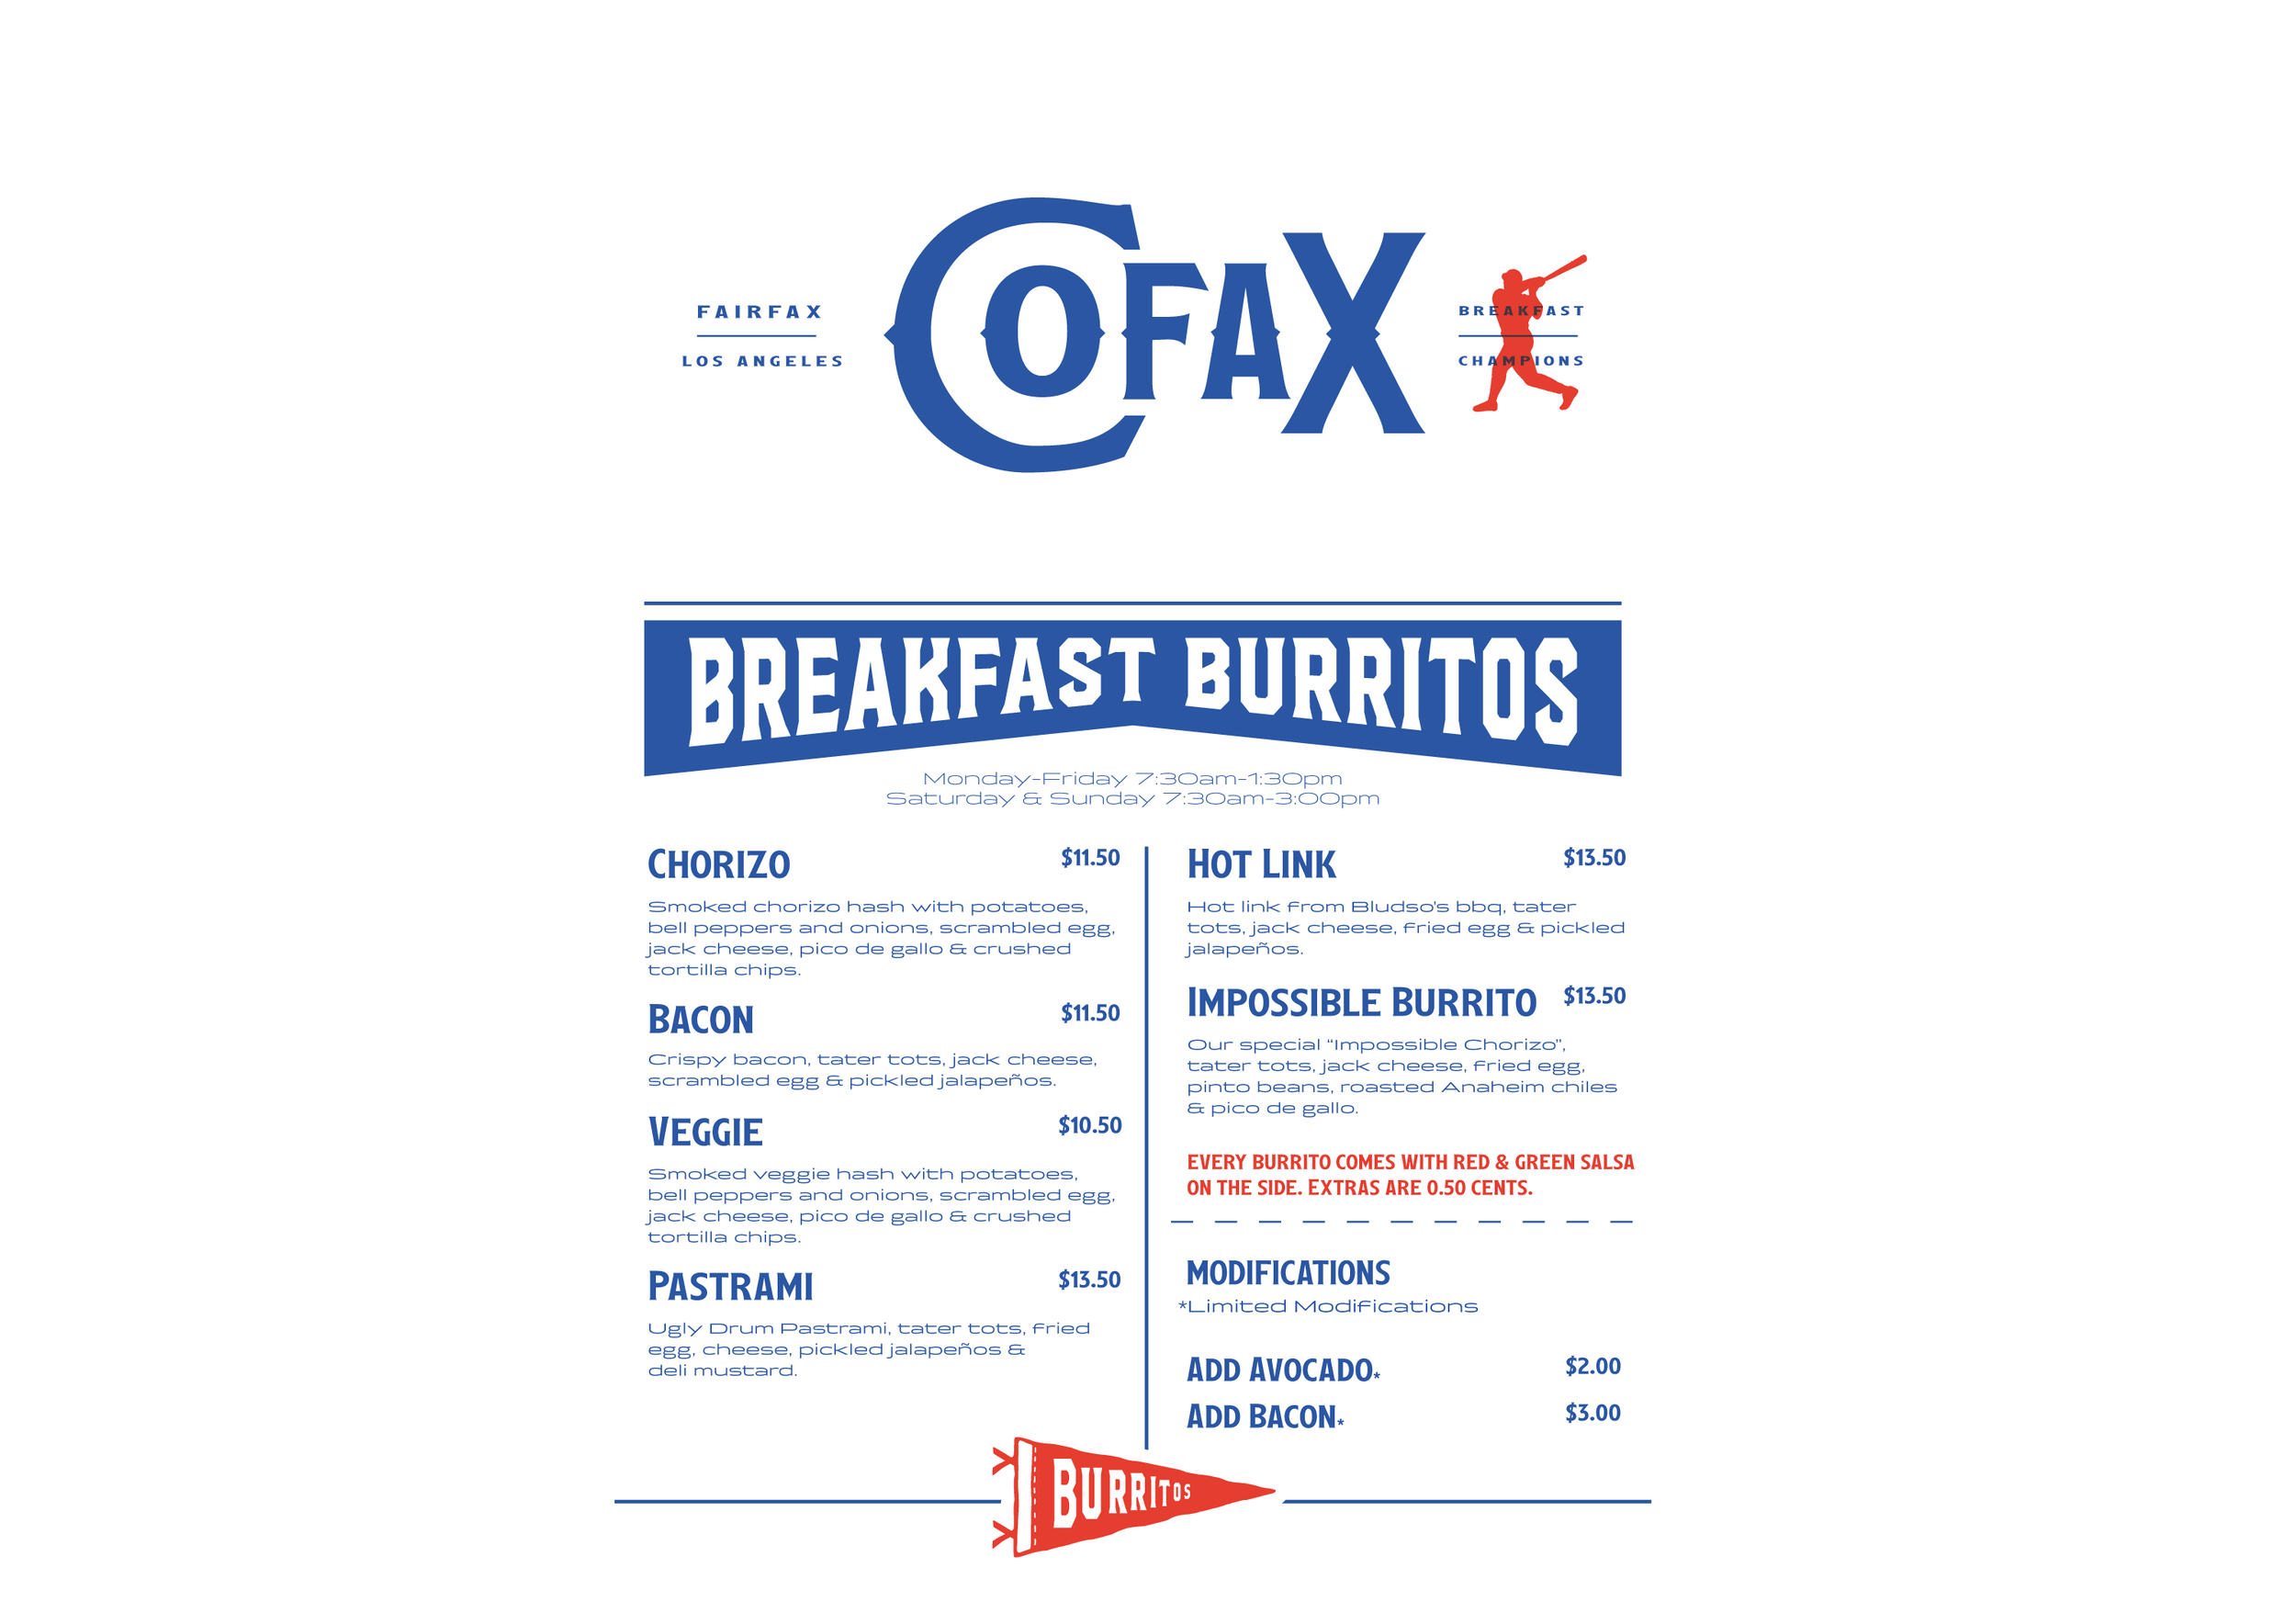 FAIRFAX
LOS ANGELES
COFAX
BREAKFAST
CHAMPIONS
BREAKFAST BURRITOS
Monday-Friday 7:30am-1:30pm
Saturday & Sunday 7:30am-3:00pm
CHORIZO $11.50
Smoked chorizo hash with potatoes,
bell peppers and onions, scrambled egg,
jack cheese, pico de gallo & crushed
tortilla chips.
BACON $11.50
Crispy bacon, tater tots, jack cheese,
scrambled egg & pickled jalapeños.
VEGGIE $10.50
Smoked veggie hash with potatoes,
bell peppers and onions, scrambled egg,
jack cheese, pico de gallo & crushed
tortilla chips.
PASTRAMI $13.50
Ugly Drum Pastrami, tater tots, fried
egg, cheese, pickled jalapeños &
deli mustard.
HOT LINK $13.50
Hot link from Bludso's bbq, tater
tots, jack cheese, fried egg & pickled
jalapeños.
IMPOSSIBLE BURRITO $13.50
Our special “Impossible Chorizo”,
tater tots, jack cheese, fried egg,
pinto beans, roasted Anaheim chiles
& pico de gallo.
EVERY BURRITO COMES WITH RED & GREEN SALSA
ON THE SIDE. EXTRAS ARE 0.50 CENTS.
MODIFICATIONS
*Limited Modifications
ADD AVOCADO* $2.00
ADD BACON* $3.00
BURRITOS